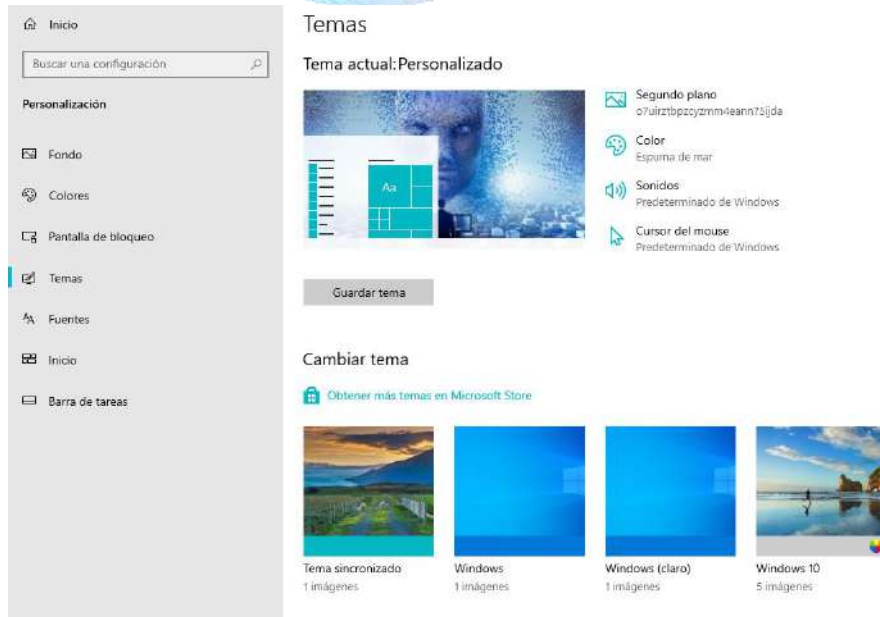 Inicio
Buscar una configuración
Personalización
Fondo
Colores
Pantalla de bloqueo
Temas
Fuentes
Inicio
Barra de tareas
Temas
Tema actual: Personalizado
Aa
Segundo plano
o7uirztbpzcyzmm4eann75ijda
Color
Espuma de mar
Sonidos
Predeterminado de Windows
Cursor del mouse
Predeterminado de Windows
Guardar tema
Cambiar tema
Obtener más temas en Microsoft Store
Tema sincronizado
1 imágenes
Windows
1 imágenes
Windows (claro)
1 imágenes
Windows 10
5 imágenes